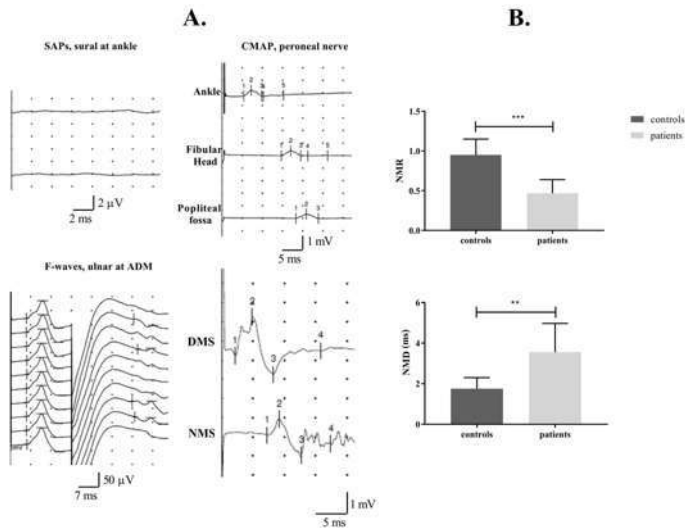 A.
B.
SAPs, sural at ankle
CMAP, peroneal nerve
Ankle
Fibular
Head
Popliteal
fossa
2 μV
2 ms
1 mV
5 ms
F-waves, ulnar at ADM
50 μV
7 ms
DMS
1
2
3
4
NMS
1
2
3
4
1 mV
5 ms
controls
patients
NMR
1.5
1.0
0.5
0.0
***
controls
patients
NMD (ms)
6
4
2
0
**
controls
patients